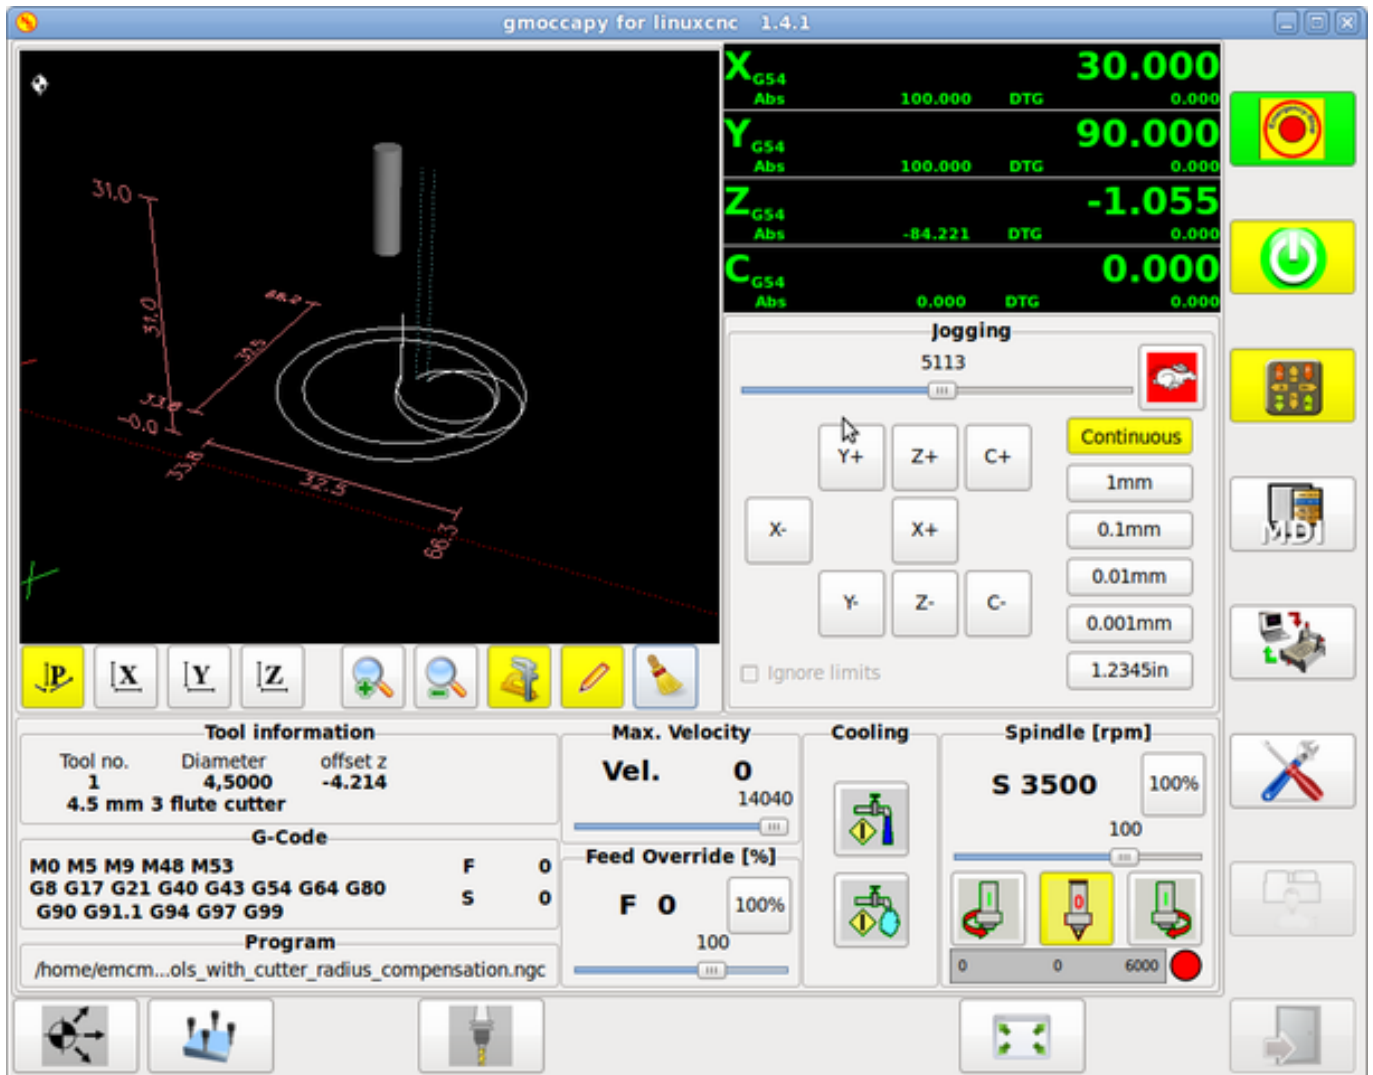 gmoccapy for linuxcnc 1.4.1
31.0
31.0
33.8
-0.0
33.8
32.5
66.3
X G54 30.000
Abs 100.000 DTG 0.000
Y G54 90.000
Abs 100.000 DTG 0.000
Z G54 -1.055
Abs -84.221 DTG 0.000
C G54 0.000
Abs 0.000 DTG 0.000
Jogging
5113
Y+ Z+ C+
X- X+
Y- Z- C-
Continuous
1mm
0.1mm
0.01mm
0.001mm
1.2345in
Ignore limits
MDI
P X Y Z
Tool information
Tool no. Diameter offset z
1 4,5000 -4.214
4.5 mm 3 flute cutter
G-Code
M0 M5 M9 M48 M53 F 0
G8 G17 G21 G40 G43 G54 G64 G80 S 0
G90 G91.1 G94 G97 G99
Program
/home/emcm...ols_with_cutter_radius_compensation.ngc
Max. Velocity
Vel. 0
14040
Feed Override [%]
F 0 100%
100
Cooling
Spindle [rpm]
S 3500 100%
100
0 0 6000